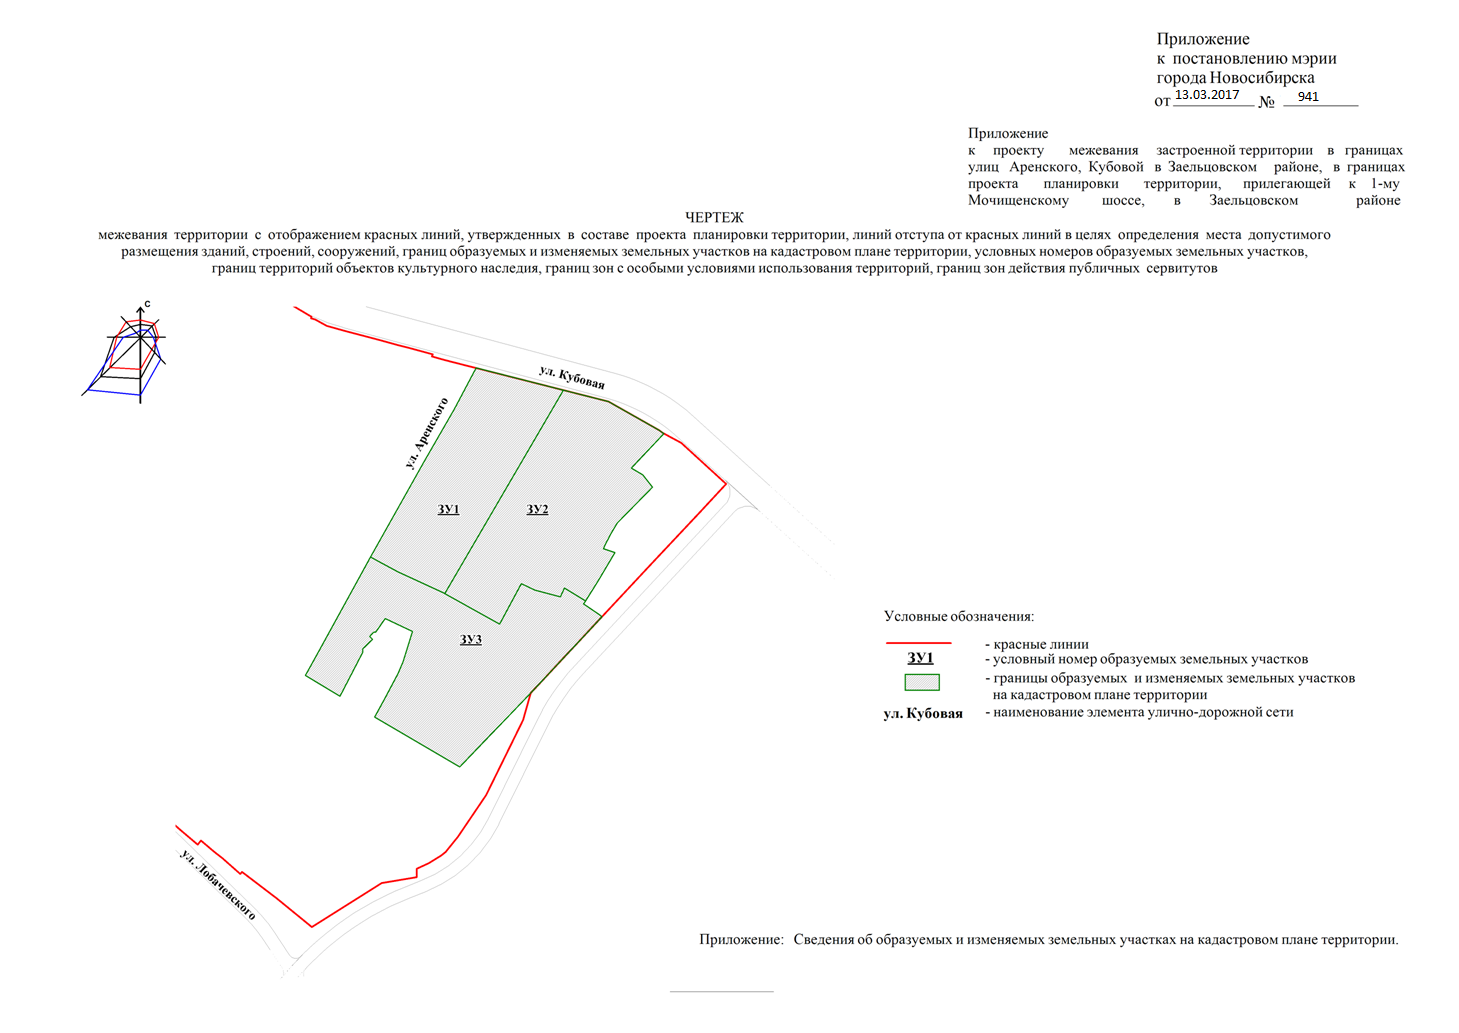 Приложение
к постановлению мэрии
города Новосибирска
от 13.03.2017 № 941
Приложение
к проекту межевания застроенной территории в границах
улиц Аренского, Кубовой в Заельцовском районе, в границах
проекта планировки территории, прилегающей к 1-му
Мочищенскому шоссе, в Заельцовском районе
ЧЕРТЕЖ
межевания территории с отображением красных линий, утвержденных в составе проекта планировки территории, линий отступа от красных линий в целях определения места допустимого
размещения зданий, строений, сооружений, границ образуемых и изменяемых земельных участков на кадастровом плане территории, условных номеров образуемых земельных участков,
границ территорий объектов культурного наследия, границ зон с особыми условиями использования территорий, границ зон действия публичных сервитутов
С
ул. Кубовая
ул. Аренского
ЗУ1
ЗУ2
ЗУ3
ул. Лобачевского
Условные обозначения:
- красные линии
ЗУ1 - условный номер образуемых земельных участков
- границы образуемых и изменяемых земельных участков
на кадастровом плане территории
ул. Кубовая - наименование элемента улично-дорожной сети
Приложение: Сведения об образуемых и изменяемых земельных участках на кадастровом плане территории.